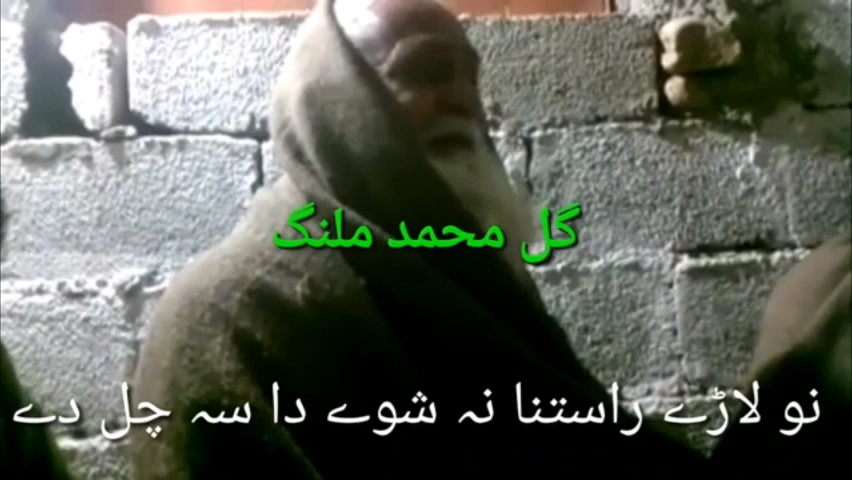 گل محمد ملنگ
نو لاڑے راستنا نہ شوے دا سہ چل دے